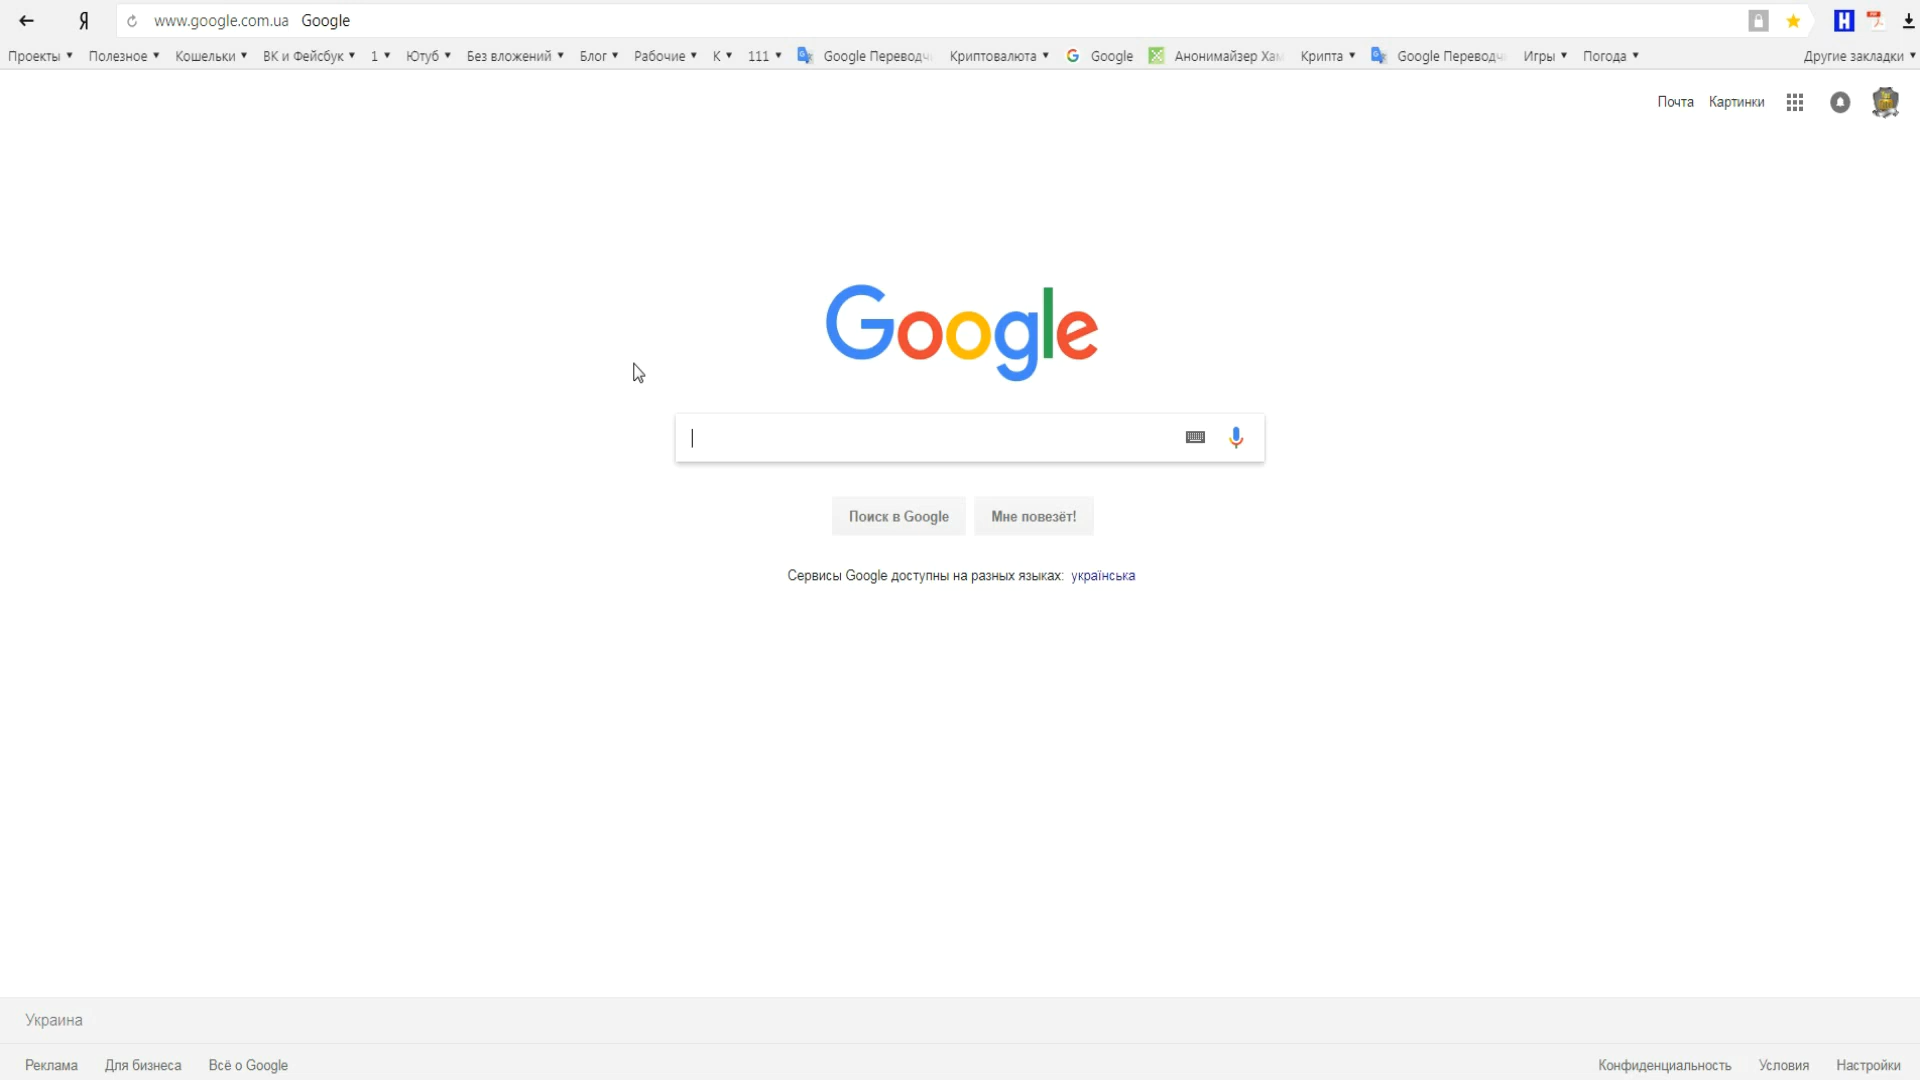 Я www.google.com.ua Google
Проекты Полезное Кошельки ВК и Фейсбук 1 Ютуб Без вложений Блог Рабочие К 111 Google Переводч Криптовалюта Google Анонимайзер Хам Крипта Google Переводч Игры Погода Другие закладки
Почта Картинки
Google
Поиск в Google Мне повезёт!
Сервисы Google доступны на разных языках: українська
Украина
Реклама Для бизнеса Всё о Google Конфиденциальность Условия Настройки